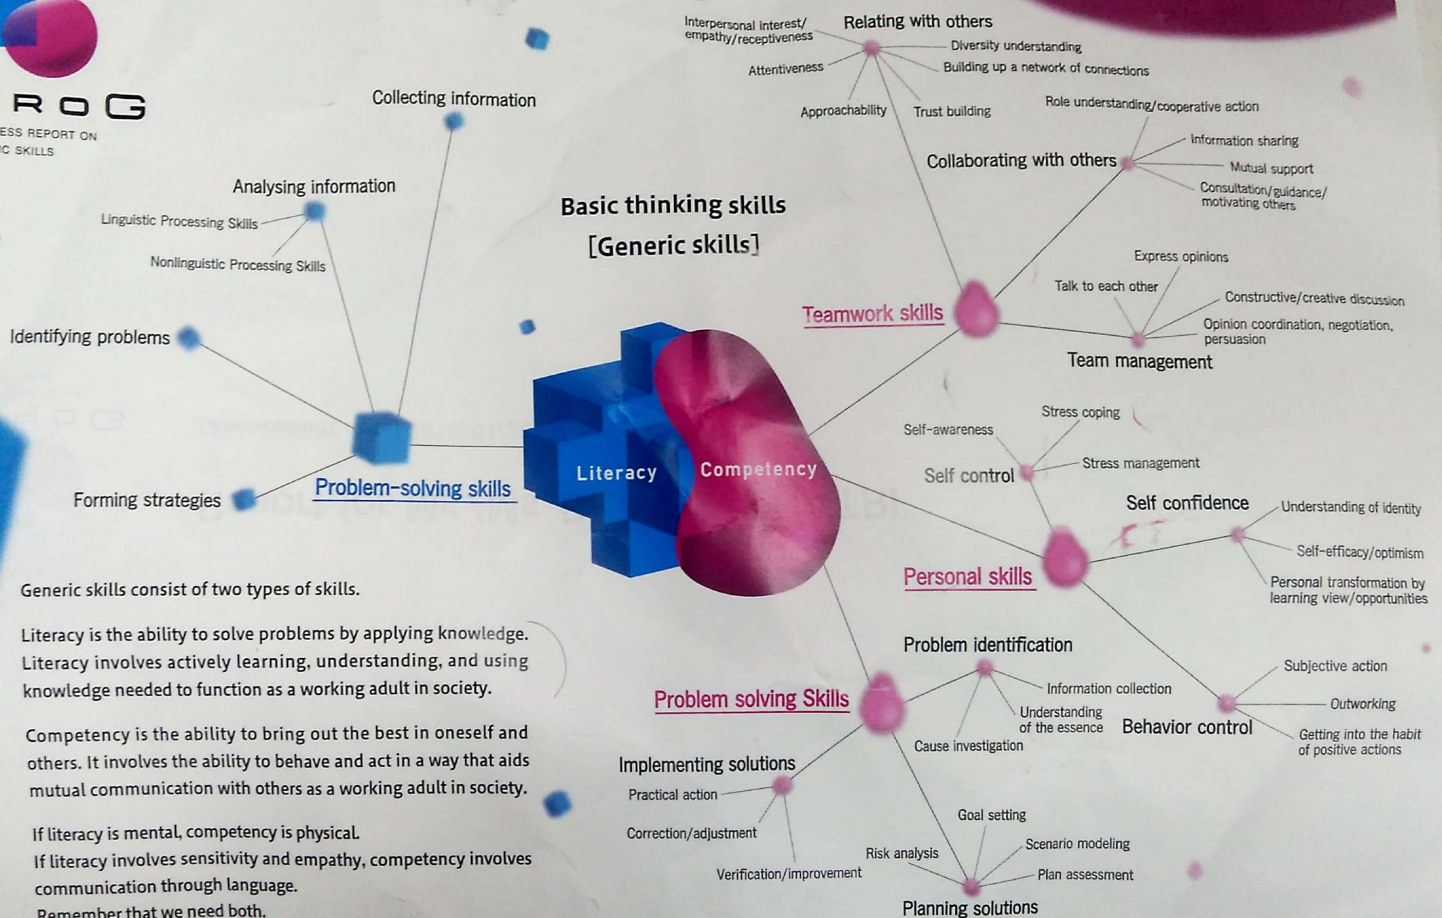 RoG
ESS REPORT ON
IC SKILLS
Collecting information
Analysing information
Linguistic Processing Skills
Nonlinguistic Processing Skills
Identifying problems
Forming strategies
Problem-solving skills
Basic thinking skills
[Generic skills]
Literacy
Competency
Relating with others
Interpersonal interest/
empathy/receptiveness
Attentiveness
Approachability
Trust building
Diversity understanding
Building up a network of connections
Collaborating with others
Role understanding/cooperative action
Information sharing
Mutual support
Consultation/guidance/
motivating others
Teamwork skills
Express opinions
Talk to each other
Constructive/creative discussion
Opinion coordination, negotiation,
persuasion
Team management
Stress coping
Self-awareness
Stress management
Self control
Self confidence
Understanding of identity
Self-efficacy/optimism
Personal transformation by
learning view/opportunities
Personal skills
Subjective action
Outworking
Getting into the habit
of positive actions
Behavior control
Problem identification
Information collection
Understanding
of the essence
Cause investigation
Problem solving Skills
Implementing solutions
Practical action
Correction/adjustment
Verification/improvement
Goal setting
Scenario modeling
Risk analysis
Plan assessment
Planning solutions
Generic skills consist of two types of skills.
Literacy is the ability to solve problems by applying knowledge.
Literacy involves actively learning, understanding, and using
knowledge needed to function as a working adult in society.
Competency is the ability to bring out the best in oneself and
others. It involves the ability to behave and act in a way that aids
mutual communication with others as a working adult in society.
If literacy is mental, competency is physical.
If literacy involves sensitivity and empathy, competency involves
communication through language.
Remember that we need both.